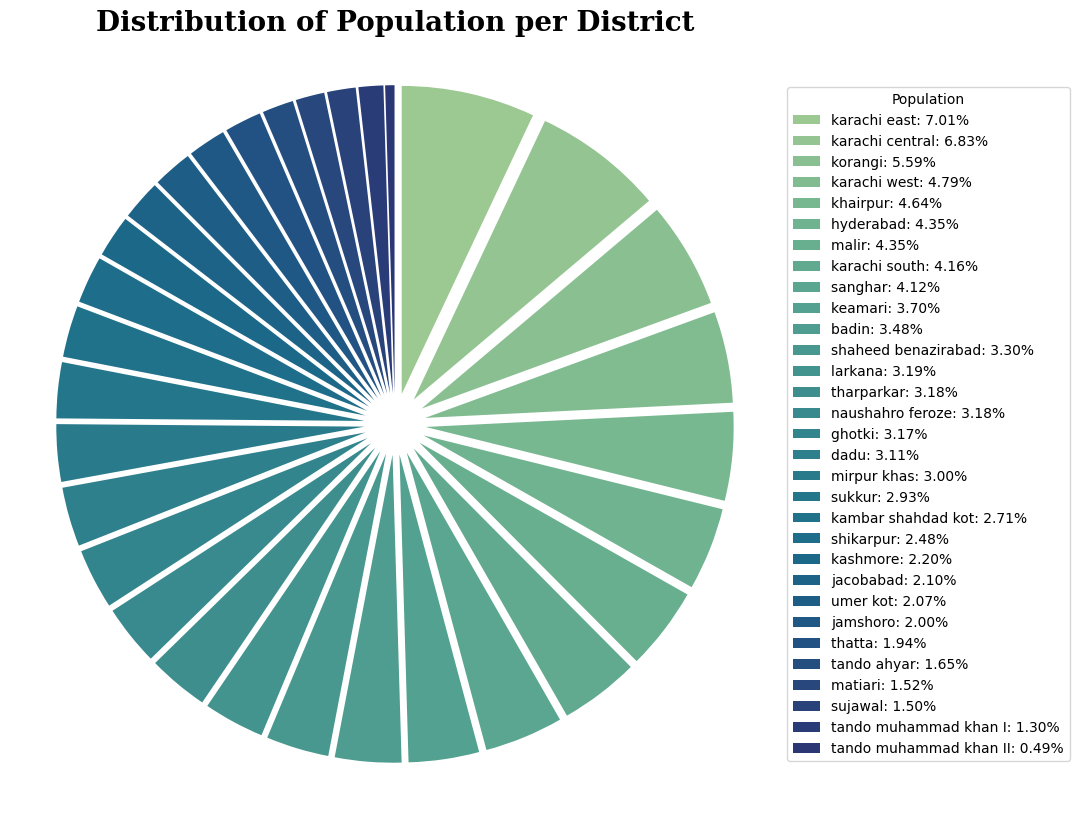 Distribution of Population per District
Population
karachi east: 7.01%
karachi central: 6.83%
korangi: 5.59%
karachi west: 4.79%
khairpur: 4.64%
hyderabad: 4.35%
malir: 4.35%
karachi south: 4.16%
sanghar: 4.12%
keamari: 3.70%
badin: 3.48%
shaheed benazirabad: 3.30%
larkana: 3.19%
tharparkar: 3.18%
naushahro feroze: 3.18%
ghotki: 3.17%
dadu: 3.11%
mirpur khas: 3.00%
sukkur: 2.93%
kambar shahdad kot: 2.71%
shikarpur: 2.48%
kashmore: 2.20%
jacobabad: 2.10%
umer kot: 2.07%
jamshoro: 2.00%
thatta: 1.94%
tando ahyar: 1.65%
matiari: 1.52%
sujawal: 1.50%
tando muhammad khan I: 1.30%
tando muhammad khan II: 0.49%